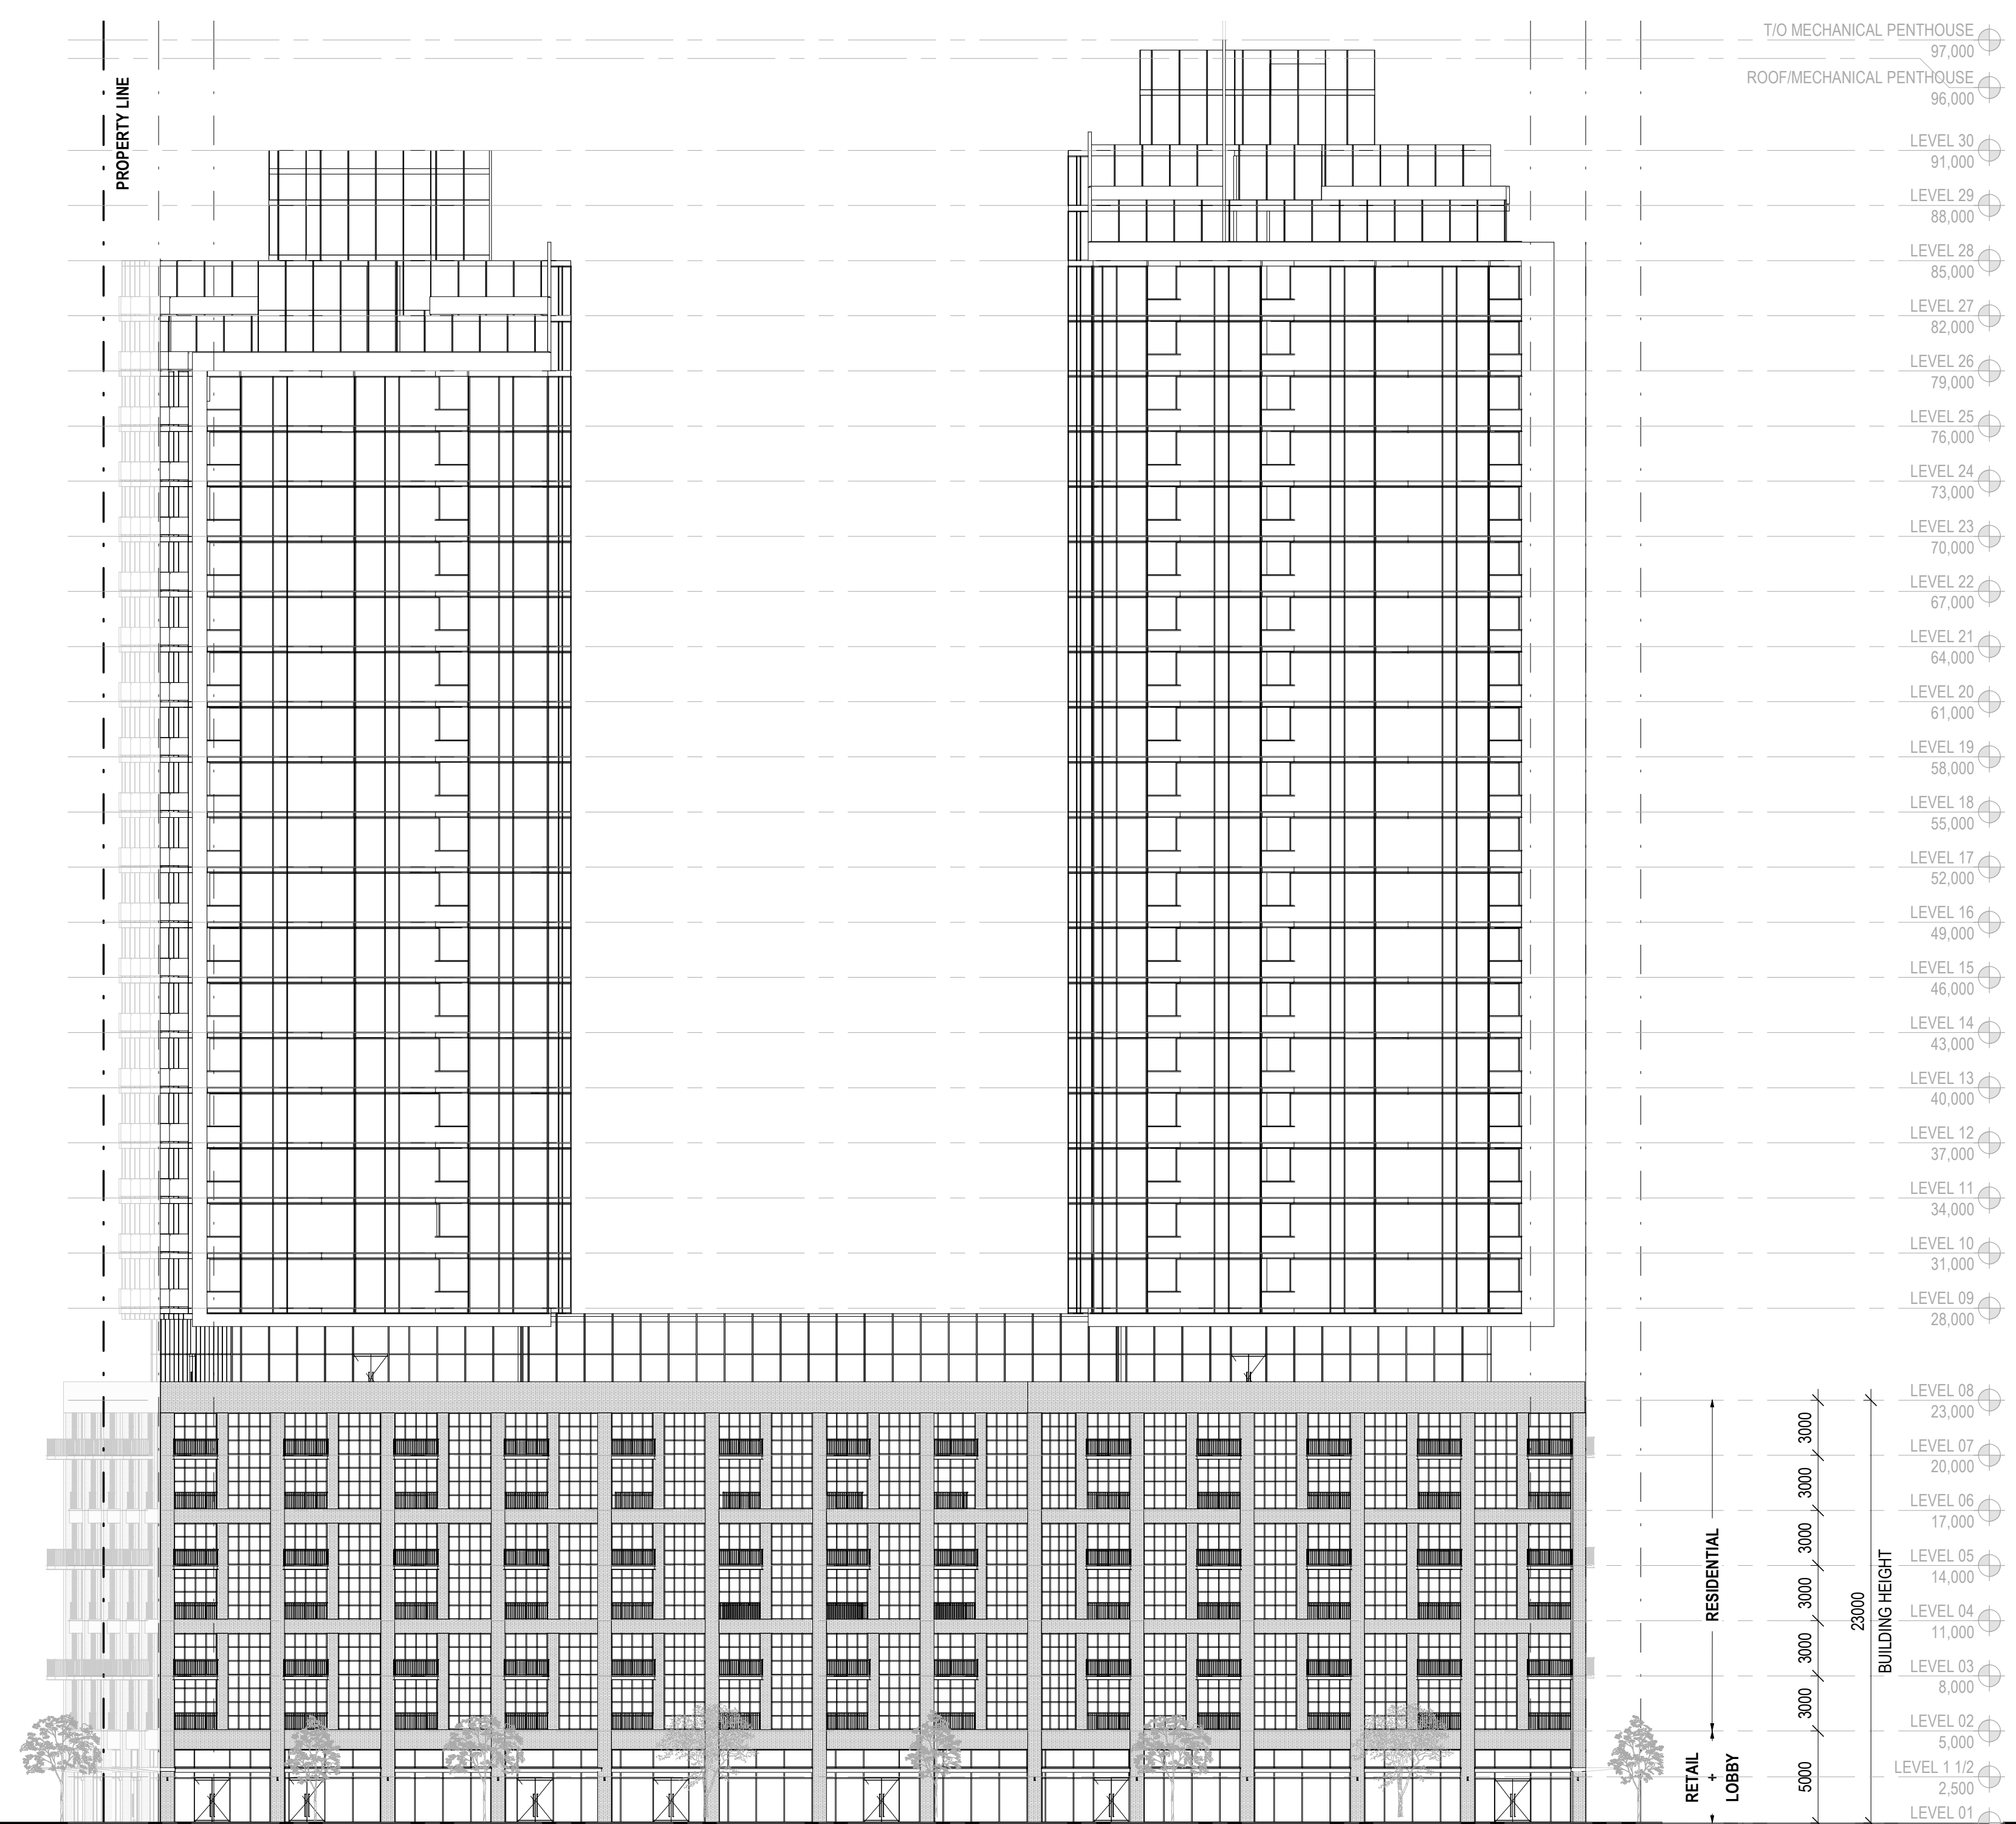 T/O MECHANICAL PENTHOUSE
97,000
ROOF/MECHANICAL PENTHOUSE
96,000
PROPERTY LINE
LEVEL 30
91,000
LEVEL 29
88,000
LEVEL 28
85,000
LEVEL 27
82,000
LEVEL 26
79,000
LEVEL 25
76,000
LEVEL 24
73,000
LEVEL 23
70,000
LEVEL 22
67,000
LEVEL 21
64,000
LEVEL 20
61,000
LEVEL 19
58,000
LEVEL 18
55,000
LEVEL 17
52,000
LEVEL 16
49,000
LEVEL 15
46,000
LEVEL 14
43,000
LEVEL 13
40,000
LEVEL 12
37,000
LEVEL 11
34,000
LEVEL 10
31,000
LEVEL 09
28,000
LEVEL 08
23,000
3000
LEVEL 07
20,000
3000
LEVEL 06
17,000
3000
LEVEL 05
14,000
RESIDENTIAL
3000
23000
BUILDING HEIGHT
LEVEL 04
11,000
3000
LEVEL 03
8,000
3000
LEVEL 02
5,000
RETAIL
+
LOBBY
5000
LEVEL 1 1/2
2,500
LEVEL 01